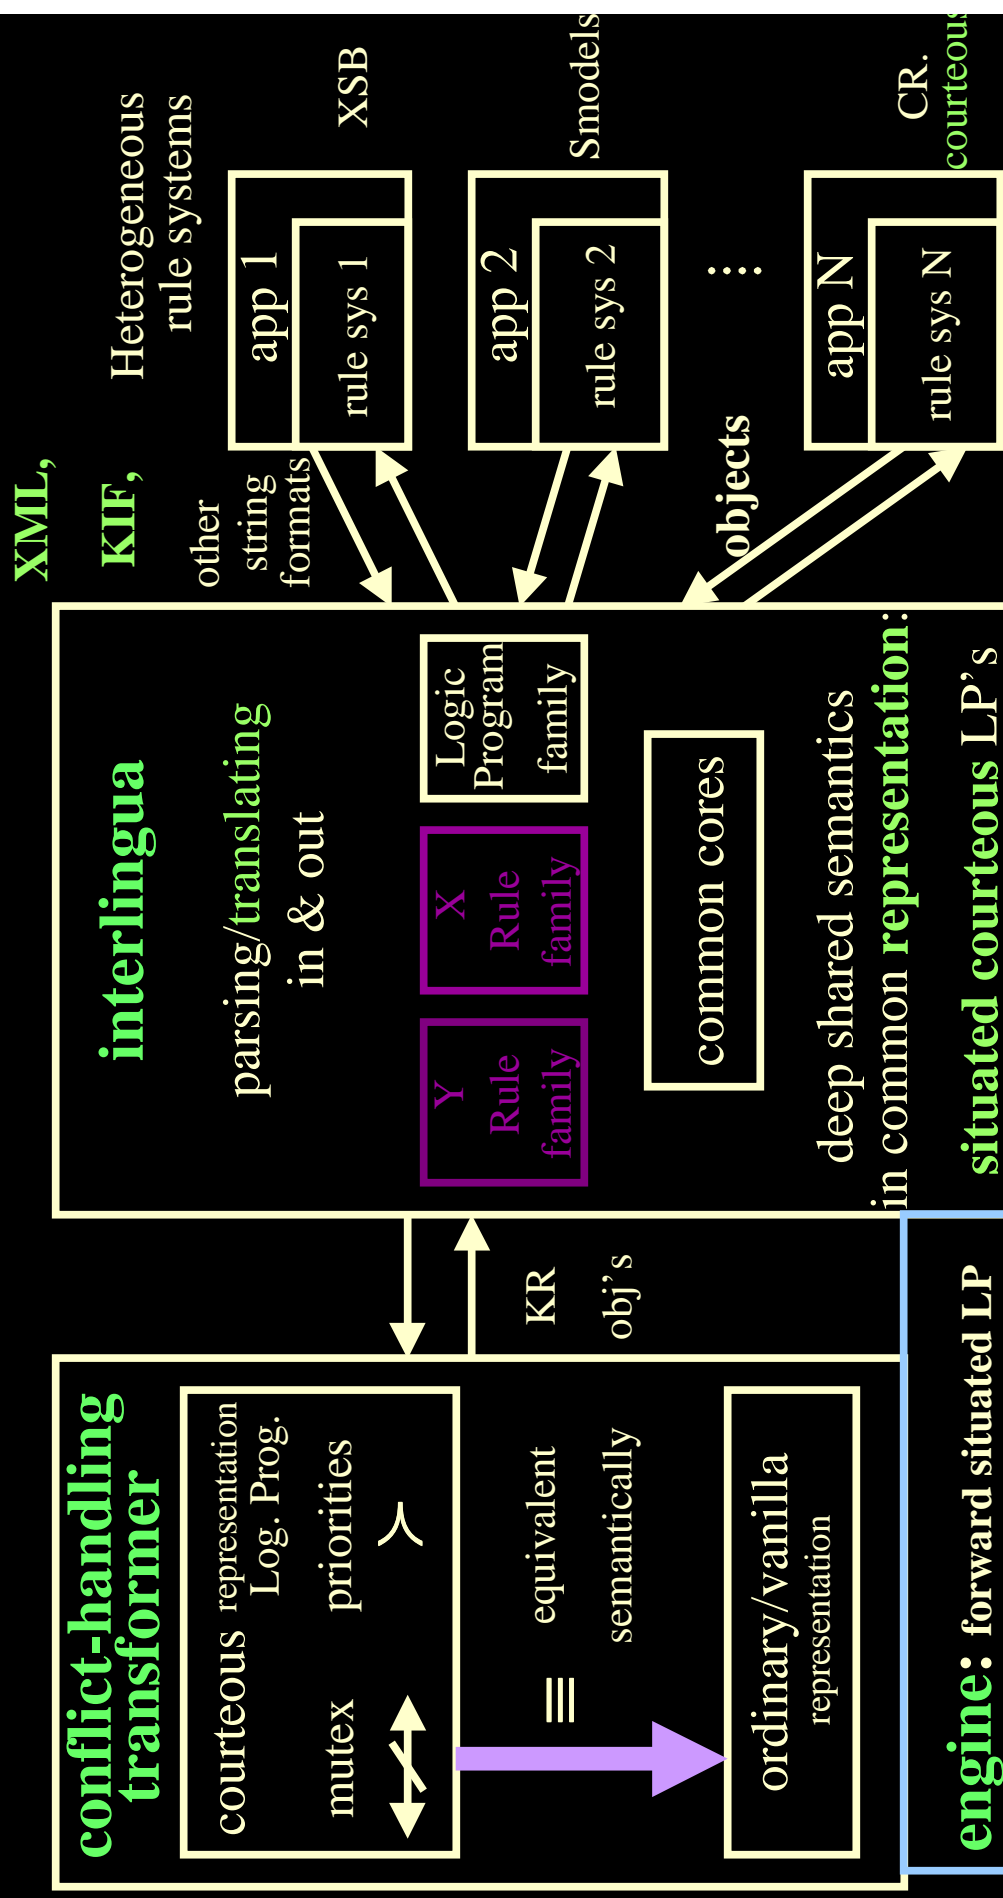 conflict-handling
transformer
courteous representation
Log. Prog.
mutex priorities
≺
≡ equivalent
semantically
ordinary/vanilla
representation
engine: forward situated LP
KR
obj's
interlingua
parsing/translating
in & out
Y
Rule
family
X
Rule
family
Logic
Program
family
common cores
deep shared semantics
in common representation:
situated courteous LP's
XML,
KIF,
other
string
formats
objects
Heterogeneous
rule systems
app 1
rule sys 1
XSB
app 2
rule sys 2
Smodels
....
app N
rule sys N
CR.
courteous